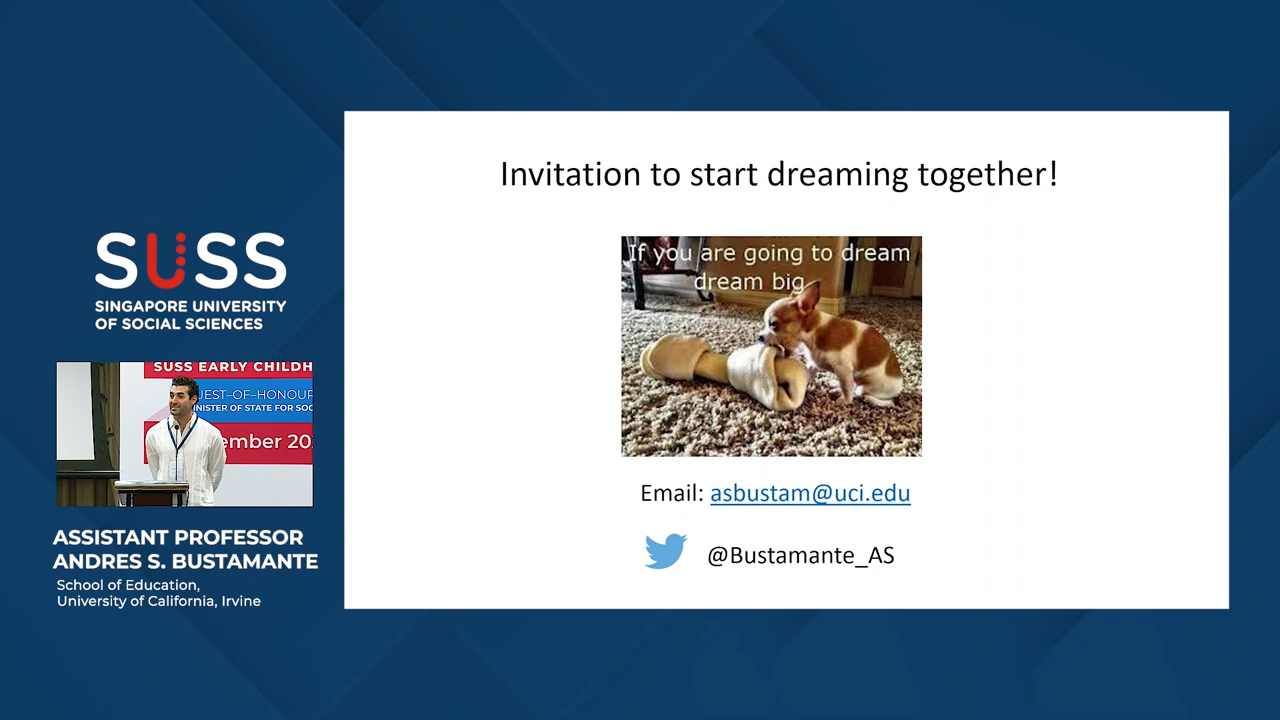 SUSS
SINGAPORE UNIVERSITY
OF SOCIAL SCIENCES
SUSS EARLY CHILDH
UEST-OF-HONOUR
NISTER OF STATE FOR SOC
ember 20
ASSISTANT PROFESSOR
ANDRES S. BUSTAMANTE
School of Education,
University of California, Irvine
Invitation to start dreaming together!
If you are going to dream
dream big
Email: asbustam@uci.edu
@Bustamante_AS